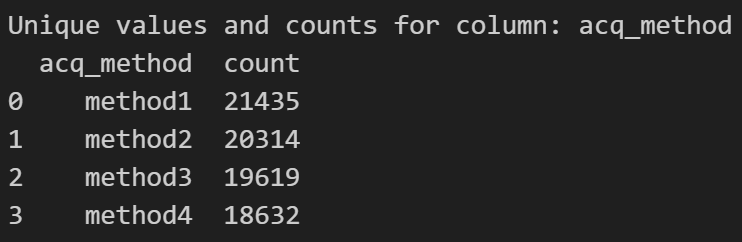 Unique values and counts for column: acq_method
acq_method count
0 method1 21435
1 method2 20314
2 method3 19619
3 method4 18632